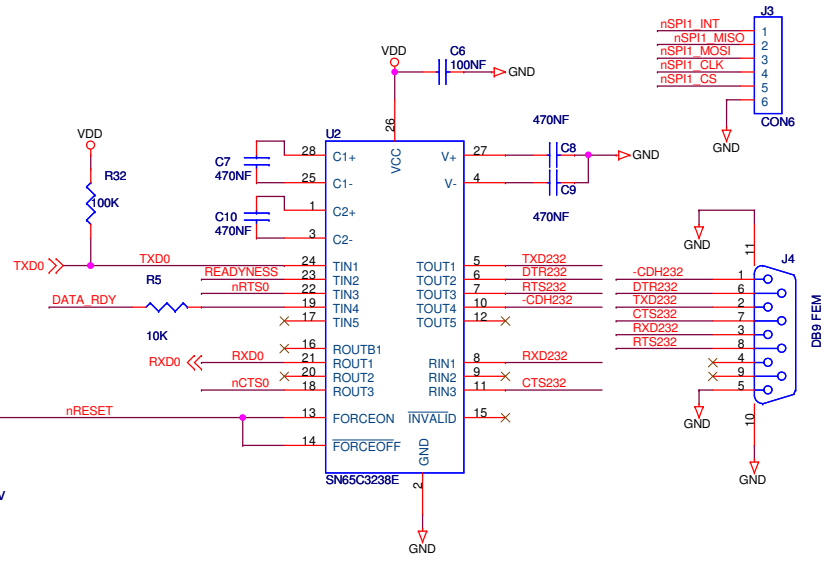 J3
nSPI1_INT
1
nSPI1_MISO
2
nSPI1_MOSI
3
nSPI1_CLK
4
nSPI1_CS
5
6
CON6
GND
VDD
C6
100NF
GND
26
U2
VCC
VDD
R32
100K
C7
470NF
28
C1+
25
C1-
C10
470NF
1
C2+
3
C2-
27
V+
4
V-
470NF
C8
C9
470NF
GND
TXD0
TXD0
24
TIN1
READYNESS
23
TIN2
R5
nRTS0
22
TIN3
DATA_RDY
19
TIN4
10K
17
TIN5
16
ROUTB1
RXD0
RXD0
21
ROUT1
20
ROUT2
nCTS0
18
ROUT3
nRESET
13
FORCEON
14
FORCEOFF
TOUT1
5
TXD232
TOUT2
6
DTR232
TOUT3
7
RTS232
TOUT4
10
-CDH232
TOUT5
12
RIN1
8
RXD232
RIN2
9
RIN3
11
CTS232
INVALID
15
GND
SN65C3238E
2
GND
GND
11
J4
-CDH232
1
DTR232
6
TXD232
2
CTS232
7
RXD232
3
RTS232
8
4
9
5
DB9 FEM
GND
10
GND
V